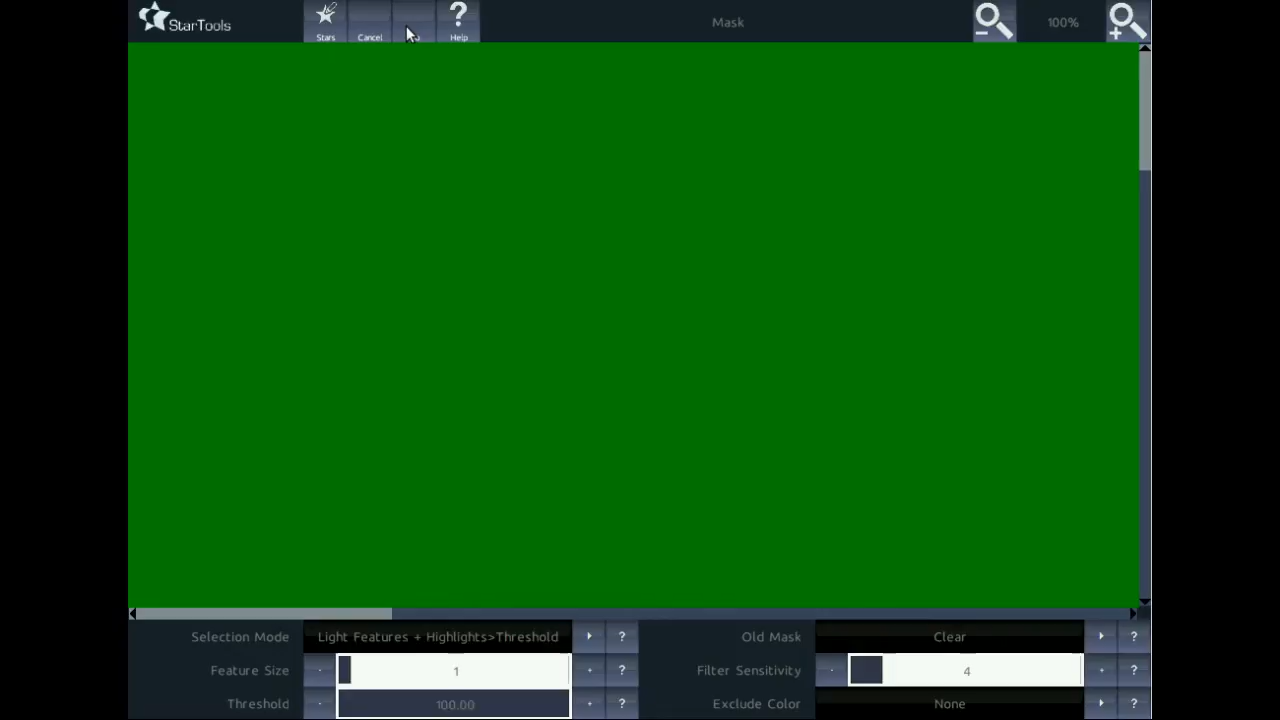 StarTools
Stars
Cancel
Help
Mask
100%
Selection Mode
Light Features + Highlights>Threshold
?
Old Mask
Clear
?
Feature Size
-
1
+
?
Filter Sensitivity
-
4
+
?
Threshold
-
100.00
+
?
Exclude Color
None
?